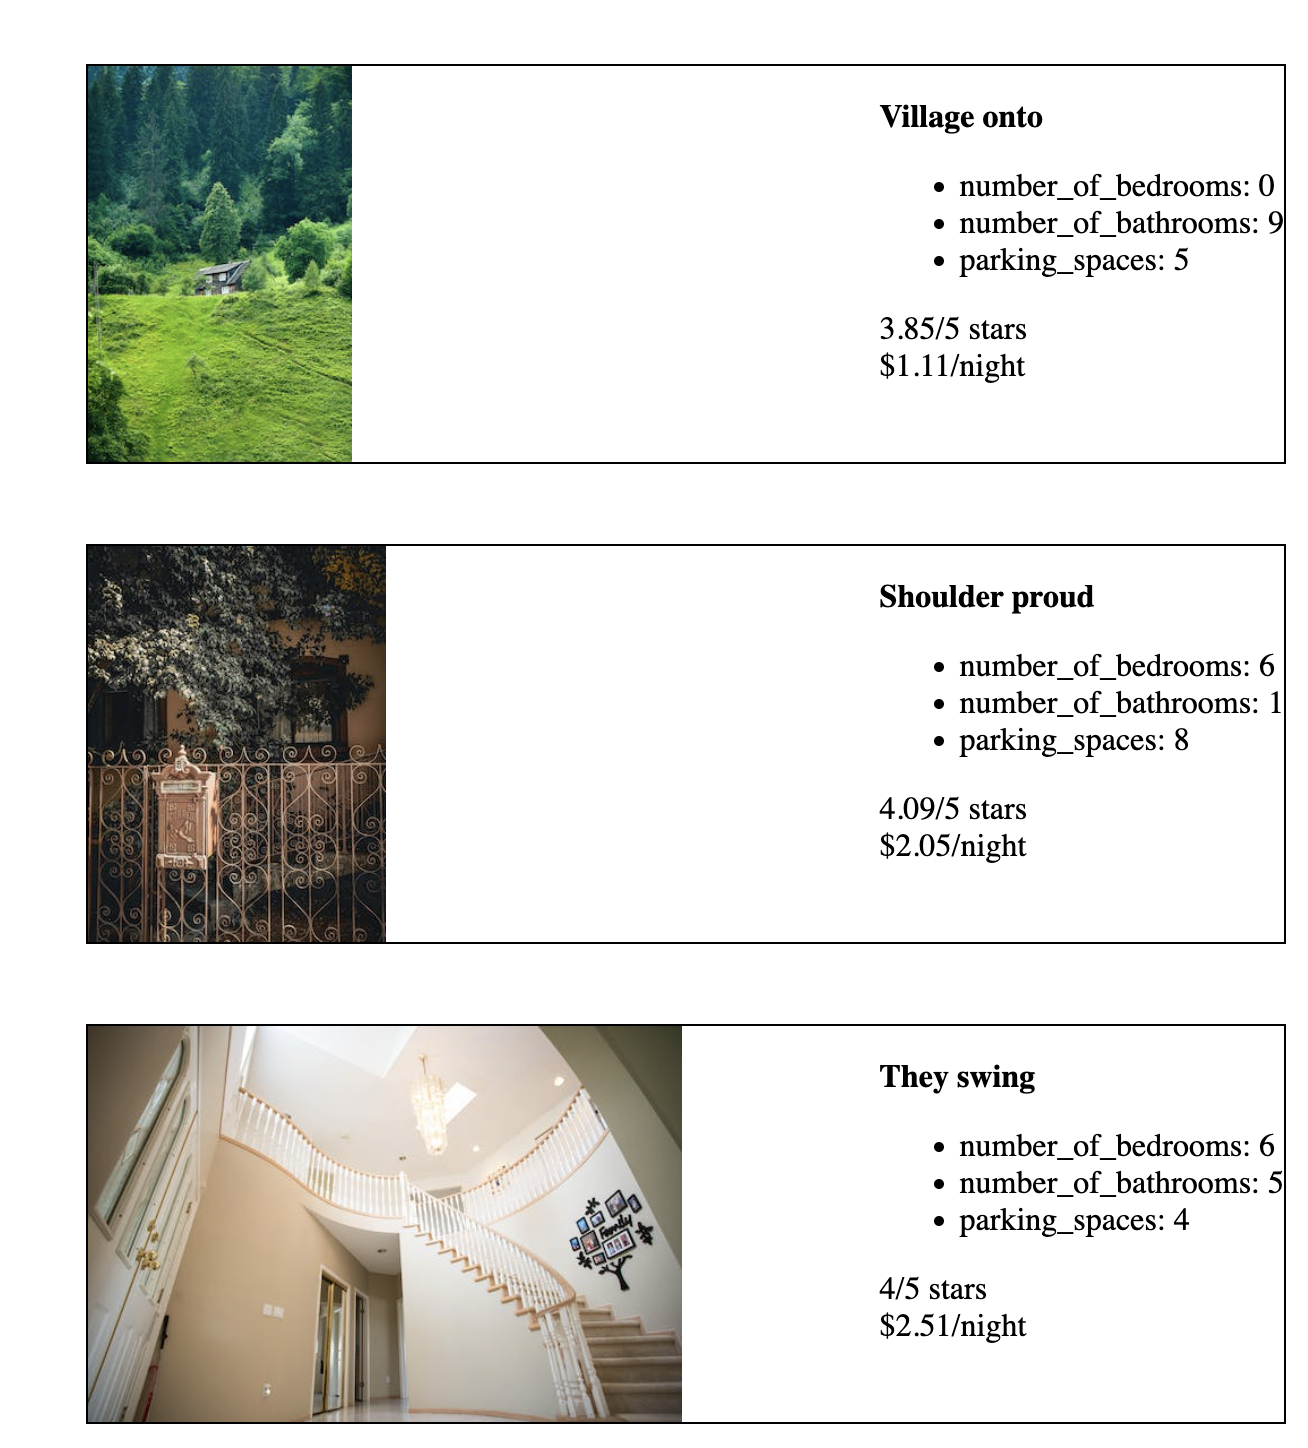 Village onto
number_of_bedrooms: 0
number_of_bathrooms: 9
parking_spaces: 5
3.85/5 stars
$1.11/night
Shoulder proud
number_of_bedrooms: 6
number_of_bathrooms: 1
parking_spaces: 8
4.09/5 stars
$2.05/night
They swing
Family
number_of_bedrooms: 6
number_of_bathrooms: 5
parking_spaces: 4
4/5 stars
$2.51/night